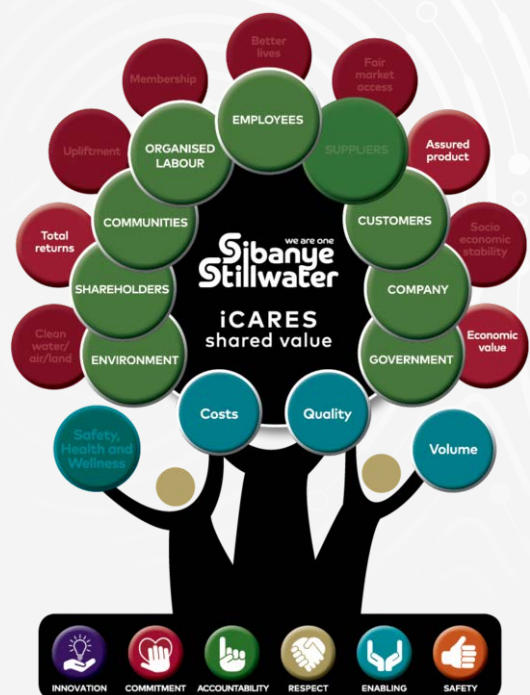 Better
lives
Membership
Fair
market
access
EMPLOYEES
Upliftment
ORGANISED
LABOUR
SUPPLIERS
Assured
product
COMMUNITIES
CUSTOMERS
Total
returns
we are one
Sibanye
Stillwater
Socio
economic
stability
SHAREHOLDERS
COMPANY
iCARES
shared value
Clean
water/
air/land
ENVIRONMENT
GOVERNMENT
Economic
value
Costs
Quality
Safety,
Health and
Wellness
Volume
INNOVATION
COMMITMENT
ACCOUNTABILITY
RESPECT
ENABLING
SAFETY